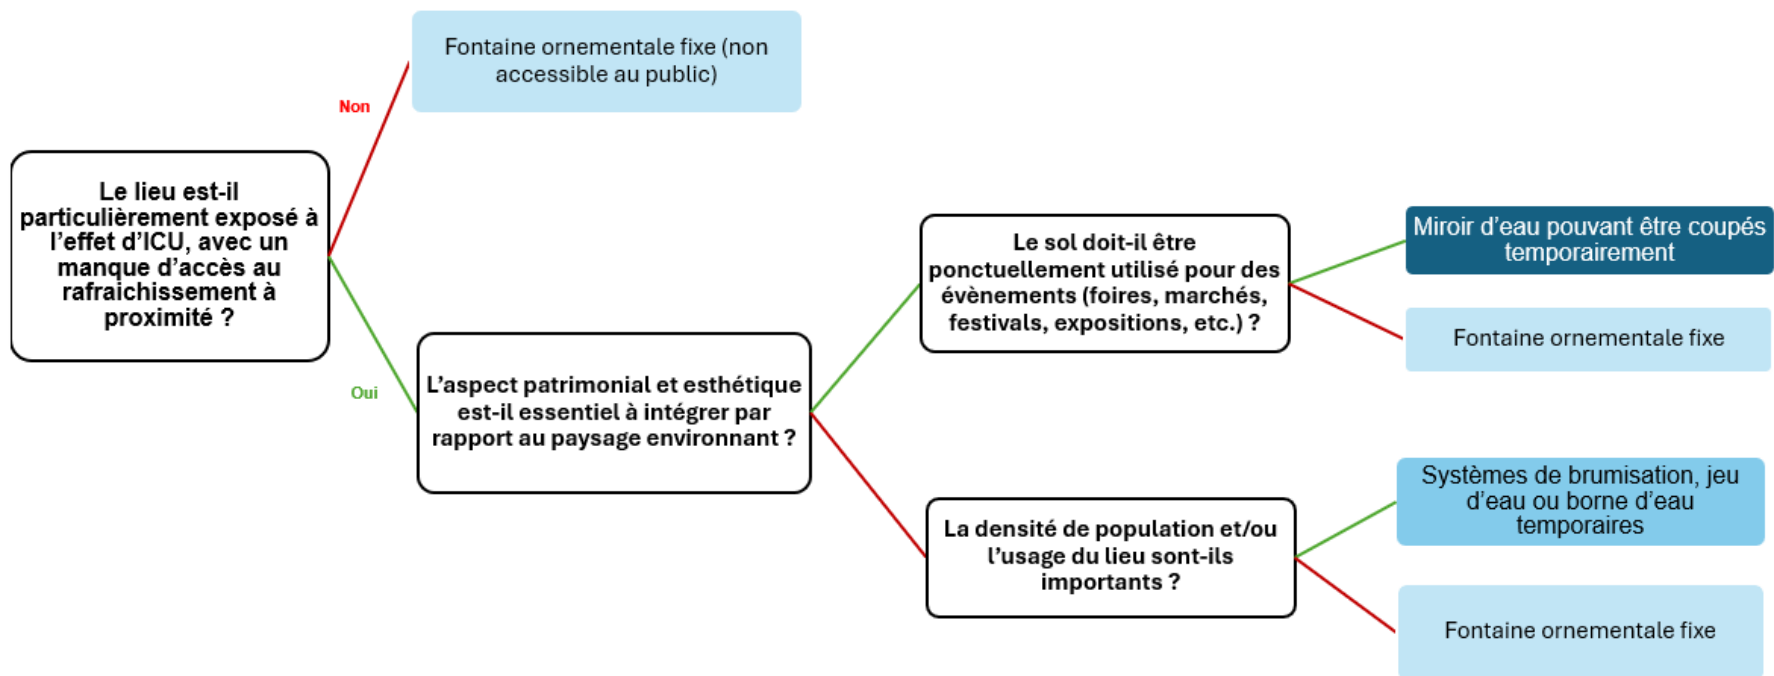 Fontaine ornementale fixe (non
accessible au public)
Non
Le lieu est-il
particulièrement exposé à
l'effet d'ICU, avec un
manque d'accès au
rafraichissement à
proximité ?
Oui
L'aspect patrimonial et esthétique
est-il essentiel à intégrer par
rapport au paysage environnant ?
Le sol doit-il être
ponctuellement utilisé pour des
évènements (foires, marchés,
festivals, expositions, etc.) ?
Miroir d'eau pouvant être coupés
temporairement
Fontaine ornementale fixe
La densité de population et/ou
l'usage du lieu sont-ils
importants ?
Systèmes de brumisation, jeu
d'eau ou borne d'eau
temporaires
Fontaine ornementale fixe